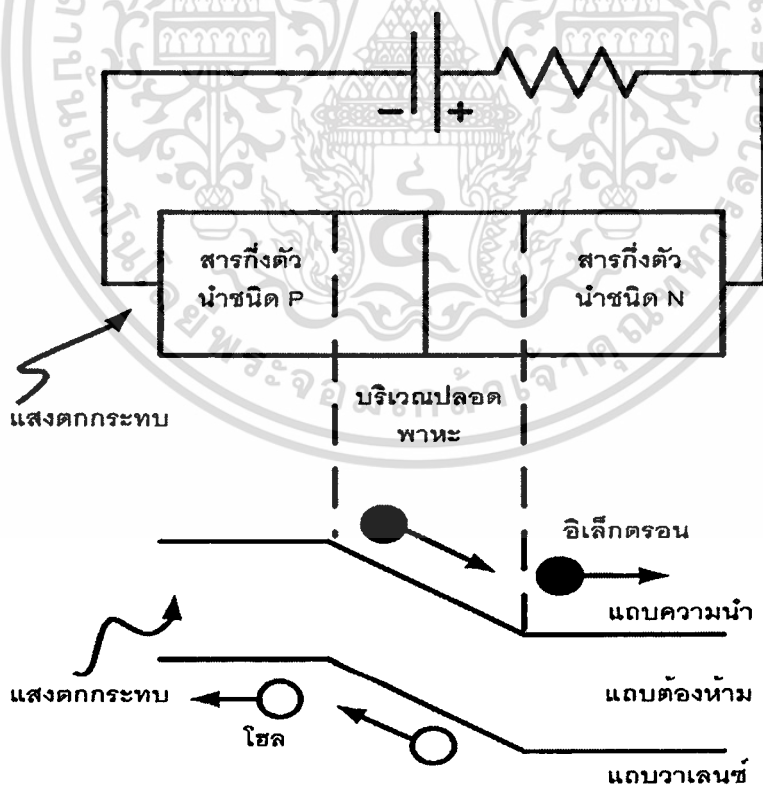 - +
สารกึ่งตัว
นำชนิด P
สารกึ่งตัว
นำชนิด N
แสงตกกระทบ
บริเวณปลอด
พาหะ
อิเล็กตรอน
แถบความนำ
แสงตกกระทบ
โฮล
แถบต้องห้าม
แถบวาเลนซ์